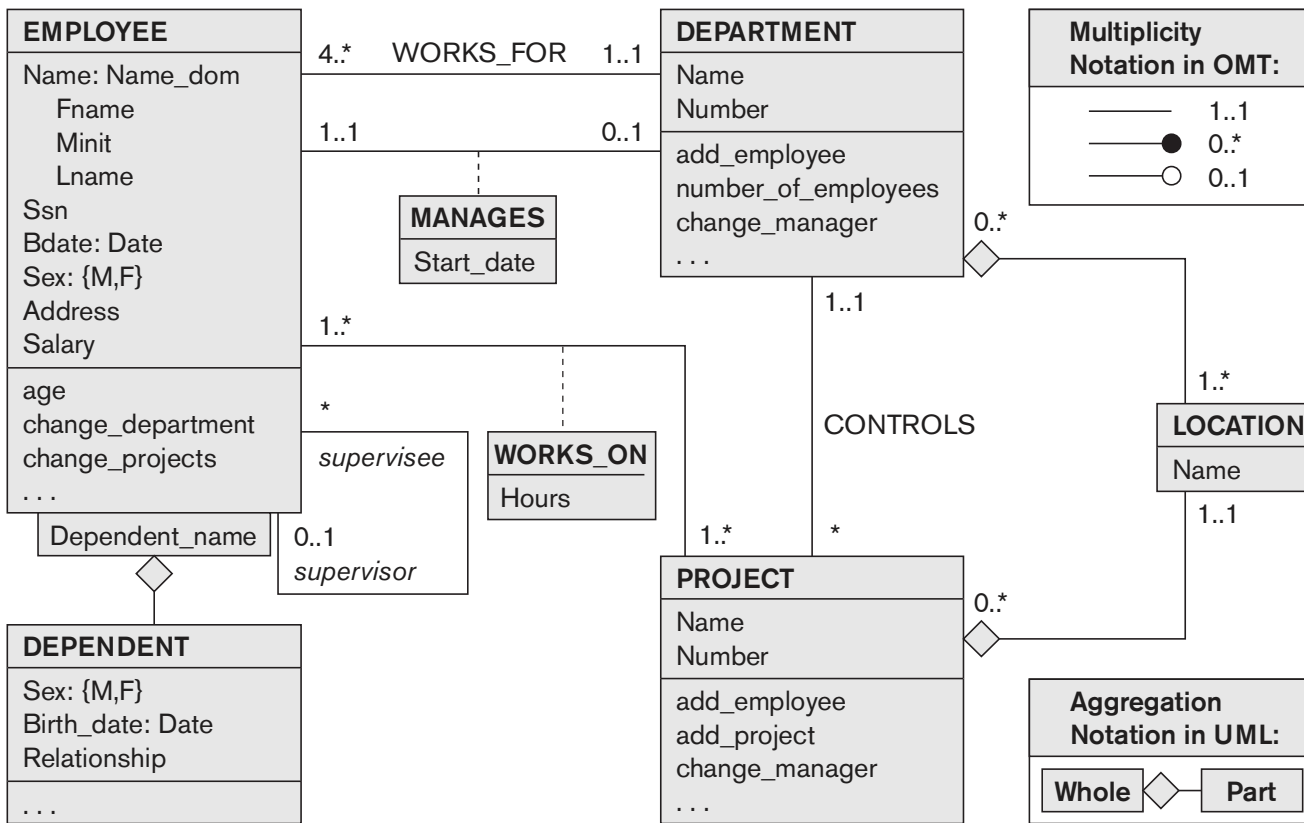 EMPLOYEE
Name: Name_dom
Fname
Minit
Lname
Ssn
Bdate: Date
Sex: {M,F}
Address
Salary
age
change_department
change_projects
. . .
Dependent_name
DEPENDENT
Sex: {M,F}
Birth_date: Date
Relationship
. . .
4..*
WORKS_FOR
1..1
1..1
0..1
MANAGES
Start_date
1..*
WORKS_ON
Hours
1..*
*
supervisee
0..1
supervisor
DEPARTMENT
Name
Number
add_employee
number_of_employees
change_manager
. . .
1..1
CONTROLS
*
PROJECT
Name
Number
add_employee
add_project
change_manager
. . .
0..*
1..*
LOCATION
Name
1..1
0..*
Multiplicity
Notation in OMT:
1..1
0..*
0..1
Aggregation
Notation in UML:
Whole
Part